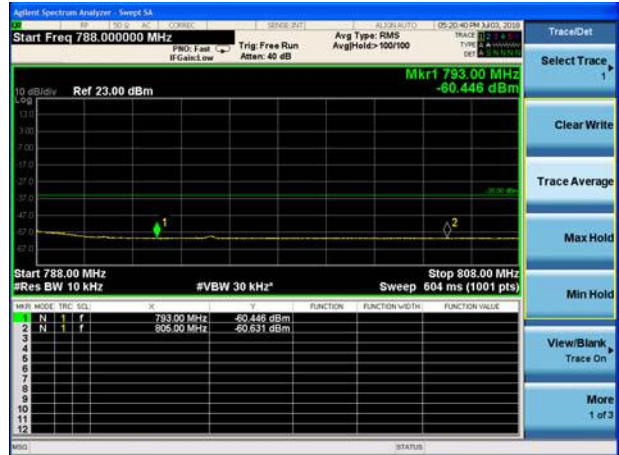 Agilent Spectrum Analyzer - Swept SA
RF 50 Ω AC CORREC SENSE:INT ALIGN AUTO 05:20:40 PM Jul 03, 2018
Start Freq 788.000000 MHz
PNO: Fast Trig: Free Run Avg Type: RMS TRACE 1 2 3 4 5 6
IFGain:Low Atten: 40 dB Avg|Hold:>100/100 TYPE
DET
Mkr1 793.00 MHz
10 dB/div Ref 23.00 dBm -60.446 dBm
Log
13.0
3.00
-7.00
-17.0
-27.0
-37.0
-47.0
-57.0
-67.0
1
2
Start 788.00 MHz Stop 808.00 MHz
#Res BW 10 kHz #VBW 30 kHz* Sweep 604 ms (1001 pts)
MKR MODE TRC SCL X Y FUNCTION FUNCTION WIDTH FUNCTION VALUE
1 N 1 f 793.00 MHz -60.446 dBm
2 N 1 f 805.00 MHz -60.631 dBm
3
4
5
6
7
8
9
10
11
12
MSG STATUS
Trace/Det
Select Trace
1
Clear Write
Trace Average
Max Hold
Min Hold
View/Blank
Trace On
More
1 of 3